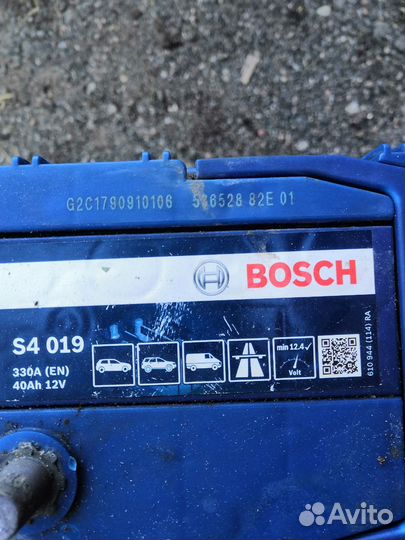 G2C1790910106 536528 82E 01
BOSCH
S4 019
330A (EN)
40Ah 12V
min 12.4
Volt
610 944 (114) RA
Avito